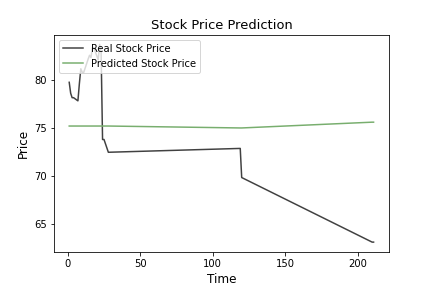 Stock Price Prediction
Real Stock Price
Predicted Stock Price
80
75
70
65
Price
0
50
100
150
200
Time